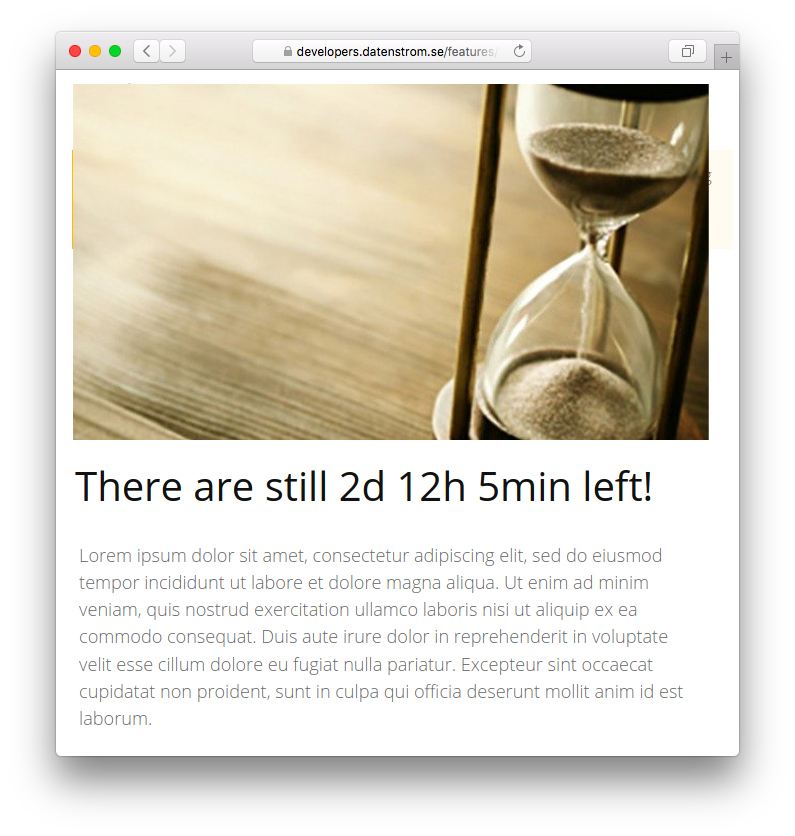 developers.datenstrom.se/features/
There are still 2d 12h 5min left!
Lorem ipsum dolor sit amet, consectetur adipiscing elit, sed do eiusmod
tempor incididunt ut labore et dolore magna aliqua. Ut enim ad minim
veniam, quis nostrud exercitation ullamco laboris nisi ut aliquip ex ea
commodo consequat. Duis aute irure dolor in reprehenderit in voluptate
velit esse cillum dolore eu fugiat nulla pariatur. Excepteur sint occaecat
cupidatat non proident, sunt in culpa qui officia deserunt mollit anim id est
laborum.